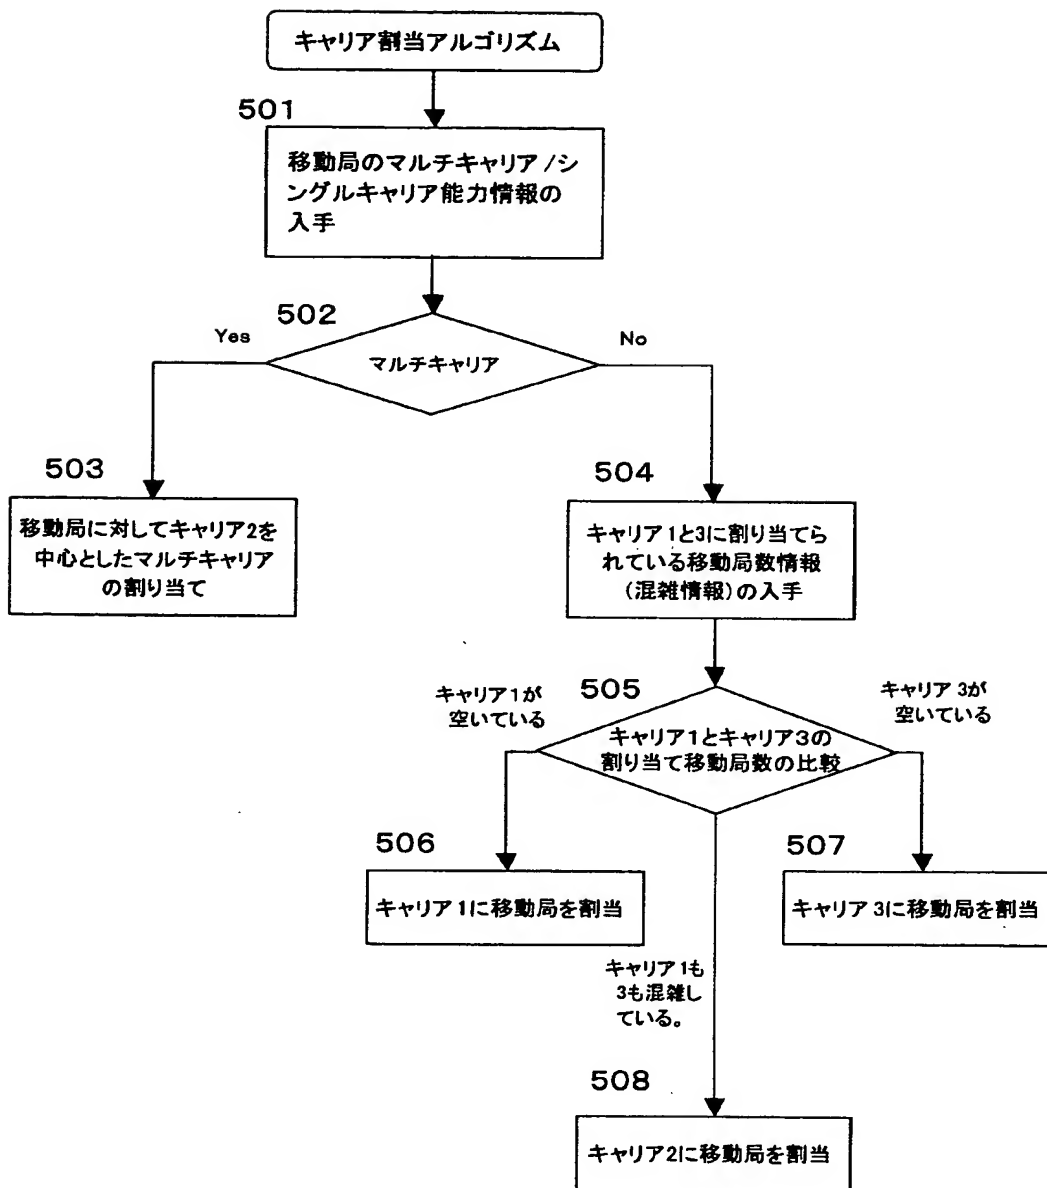 キャリア割当アルゴリズム
501
移動局のマルチキャリア/シ
ングルキャリア能力情報の
入手
502
Yes
No
マルチキャリア
503
504
移動局に対してキャリア2を
中心としたマルチキャリア
の割り当て
キャリア1と3に割り当てら
れている移動局数情報
(混雑情報)の入手
キャリア1が
空いている
505
キャリア3が
空いている
キャリア1とキャリア3の
割り当て移動局数の比較
506
507
キャリア1に移動局を割当
キャリア3に移動局を割当
キャリア1も
3も混雑し
ている。
508
キャリア2に移動局を割当